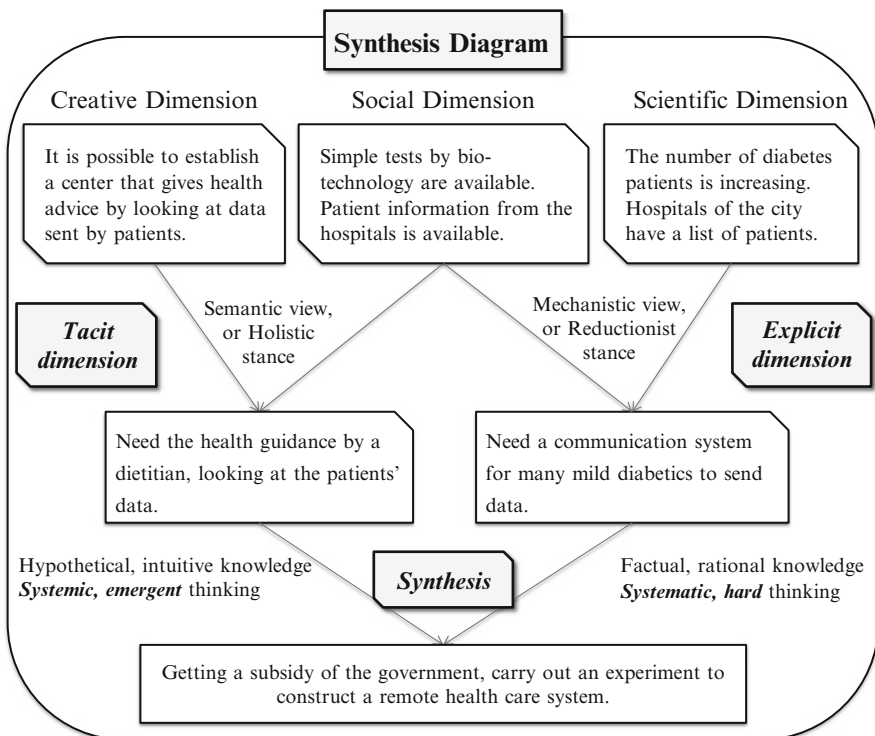 Synthesis Diagram
Creative Dimension
Social Dimension
Scientific Dimension
It is possible to establish
a center that gives health
advice by looking at data
sent by patients.
Simple tests by bio-
technology are available.
Patient information from the
hospitals is available.
The number of diabetes
patients is increasing.
Hospitals of the city
have a list of patients.
Tacit
dimension
Semantic view,
or Holistic
stance
Mechanistic view,
or Reductionist
stance
Explicit
dimension
Need the health guidance by a
dietitian, looking at the patients’
data.
Need a communication system
for many mild diabetics to send
data.
Hypothetical, intuitive knowledge
Systemic, emergent thinking
Synthesis
Factual, rational knowledge
Systematic, hard thinking
Getting a subsidy of the government, carry out an experiment to
construct a remote health care system.